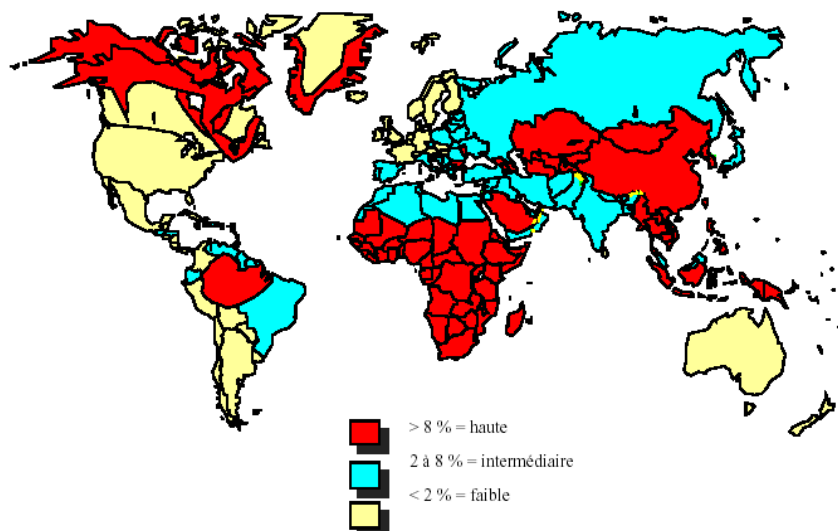 > 8 % = haute
2 à 8 % = intermédiaire
< 2 % = faible